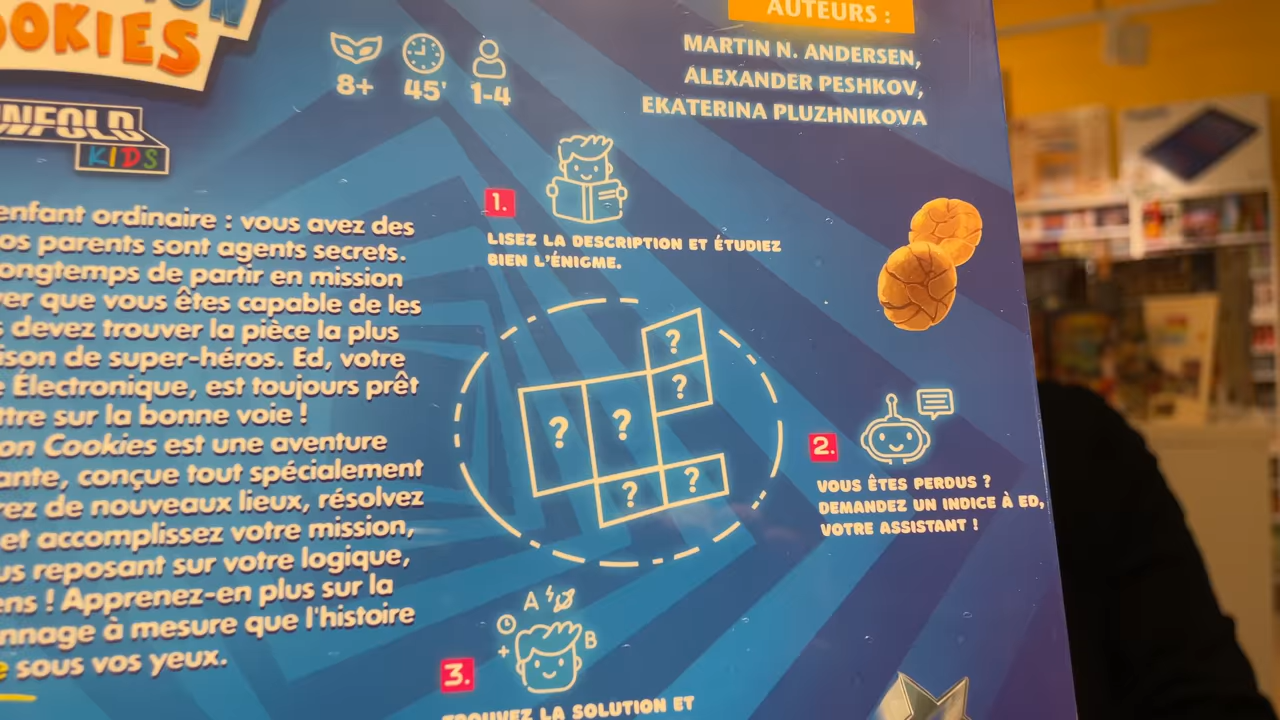 OOKIES
KIDS
8+ 45' 1-4
AUTEURS :
MARTIN N. ANDERSEN,
ALEXANDER PESHKOV,
EKATERINA PLUZHNIKOVA
enfant ordinaire : vous avez des
os parents sont agents secrets.
ongtemps de partir en mission
ver que vous êtes capable de les
devez trouver la pièce la plus
ison de super-héros. Ed, votre
Électronique, est toujours prêt
ttre sur la bonne voie !
on Cookies est une aventure
ante, conçue tout spécialement
rez de nouveaux lieux, résolvez
et accomplissez votre mission,
us reposant sur votre logique,
ens ! Apprenez-en plus sur la
nnage à mesure que l'histoire
sous vos yeux.
1.
LISEZ LA DESCRIPTION ET ÉTUDIEZ
BIEN L'ÉNIGME.
?
?
? ?
? ?
2.
VOUS ÊTES PERDUS ?
DEMANDEZ UN INDICE À ED,
VOTRE ASSISTANT !
A
B
+
3.
TROUVEZ LA SOLUTION ET